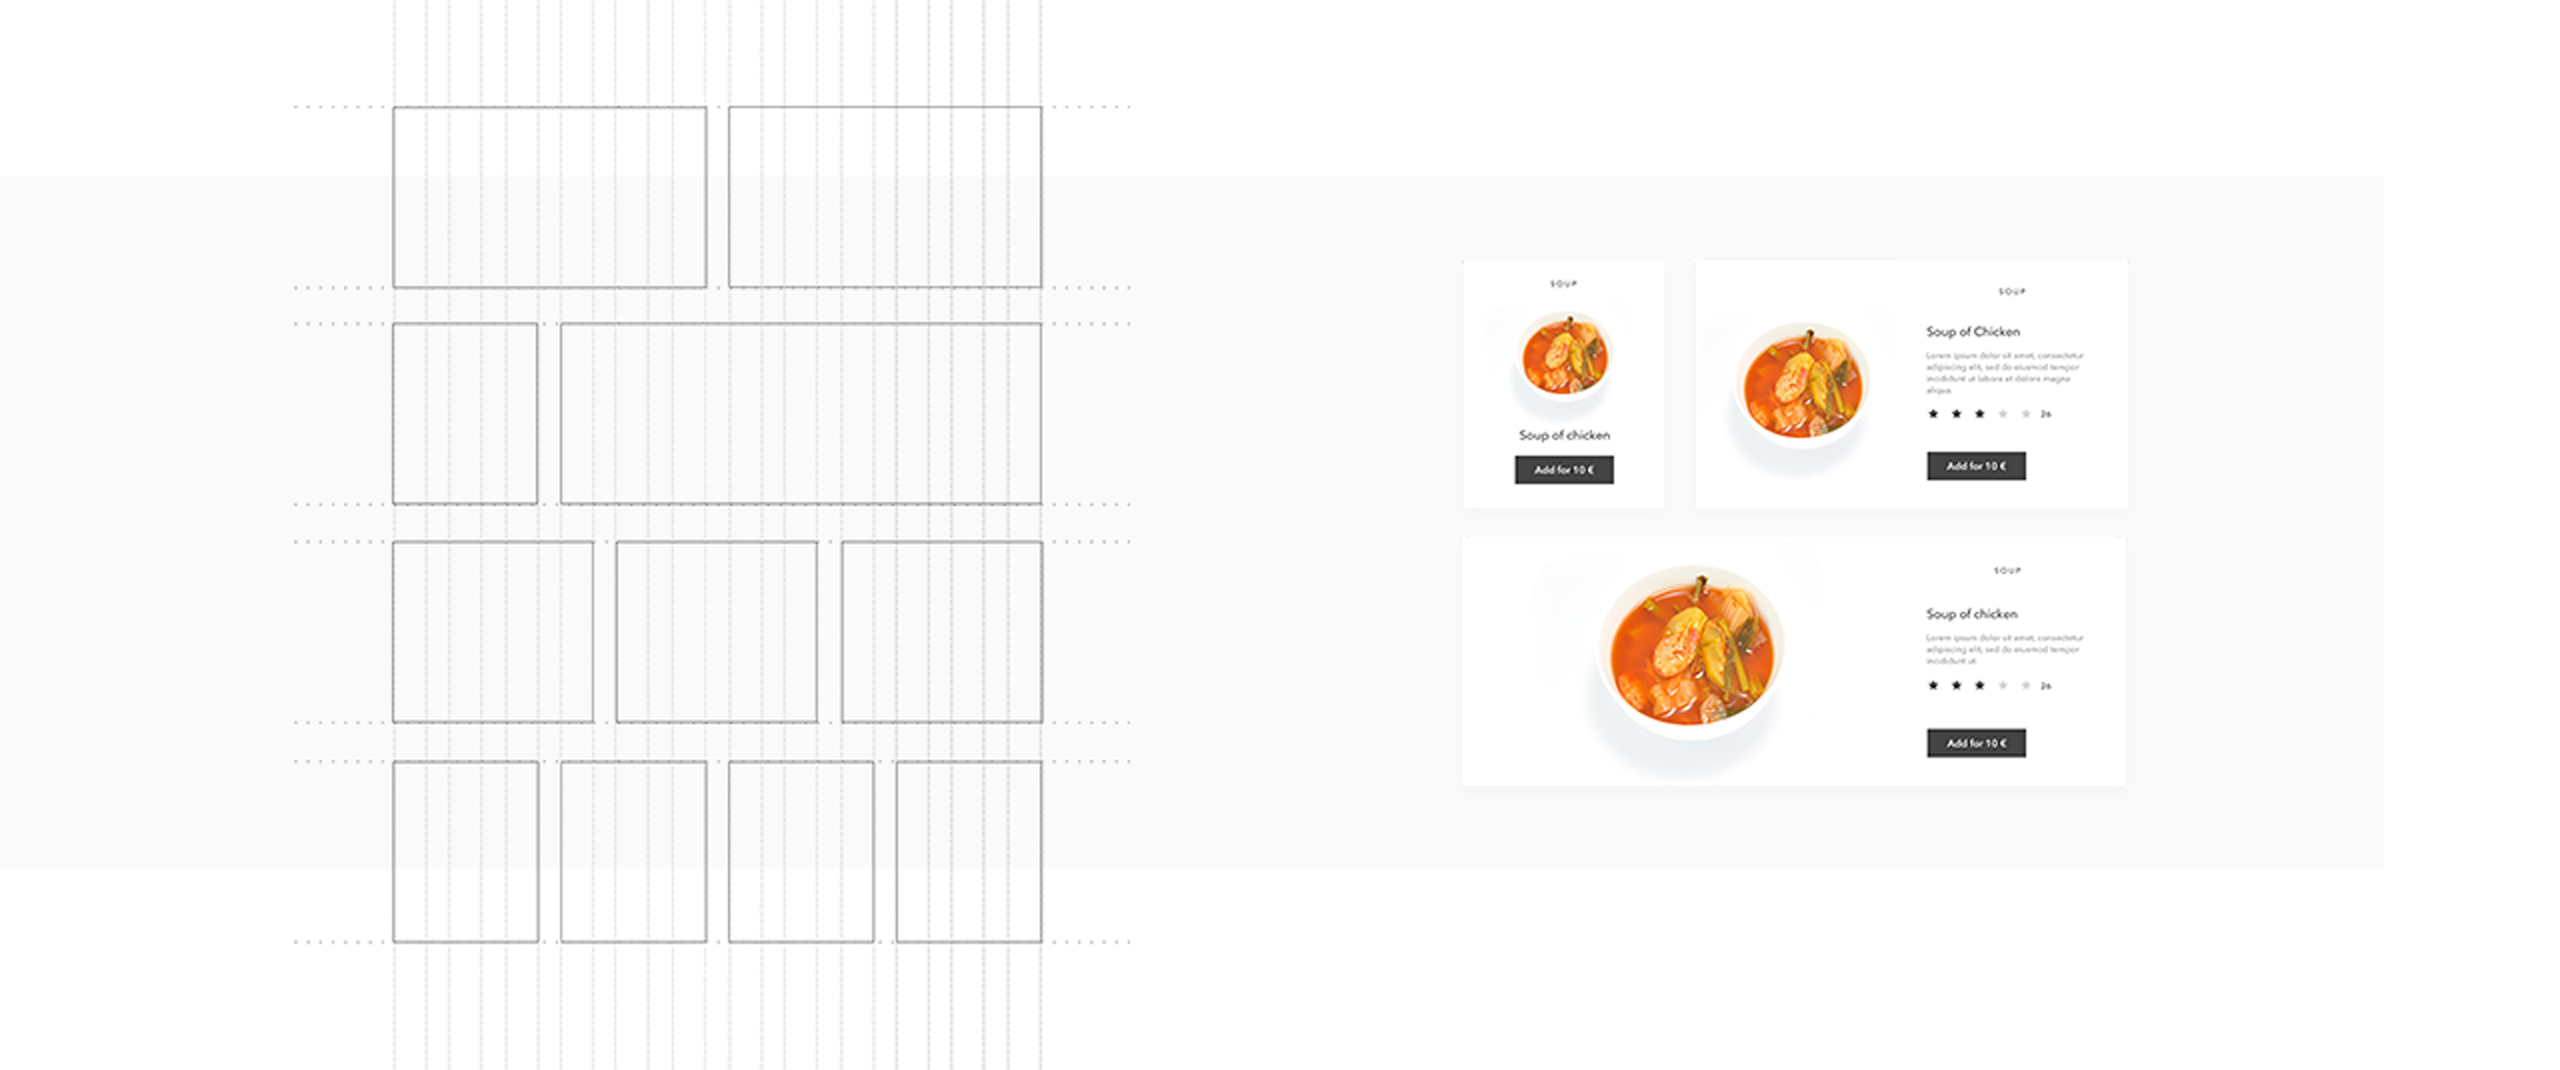 SOUP
Soup of chicken
Add for 10 €
SOUP
Soup of Chicken
Lorem ipsum dolor sit amet, consectetur
adipiscing elit, sed do eiusmod tempor
incididunt ut labore et dolore magna
aliqua.
26
Add for 10 €
SOUP
Soup of chicken
Lorem ipsum dolor sit amet, consectetur
adipiscing elit, sed do eiusmod tempor
incididunt ut.
26
Add for 10 €